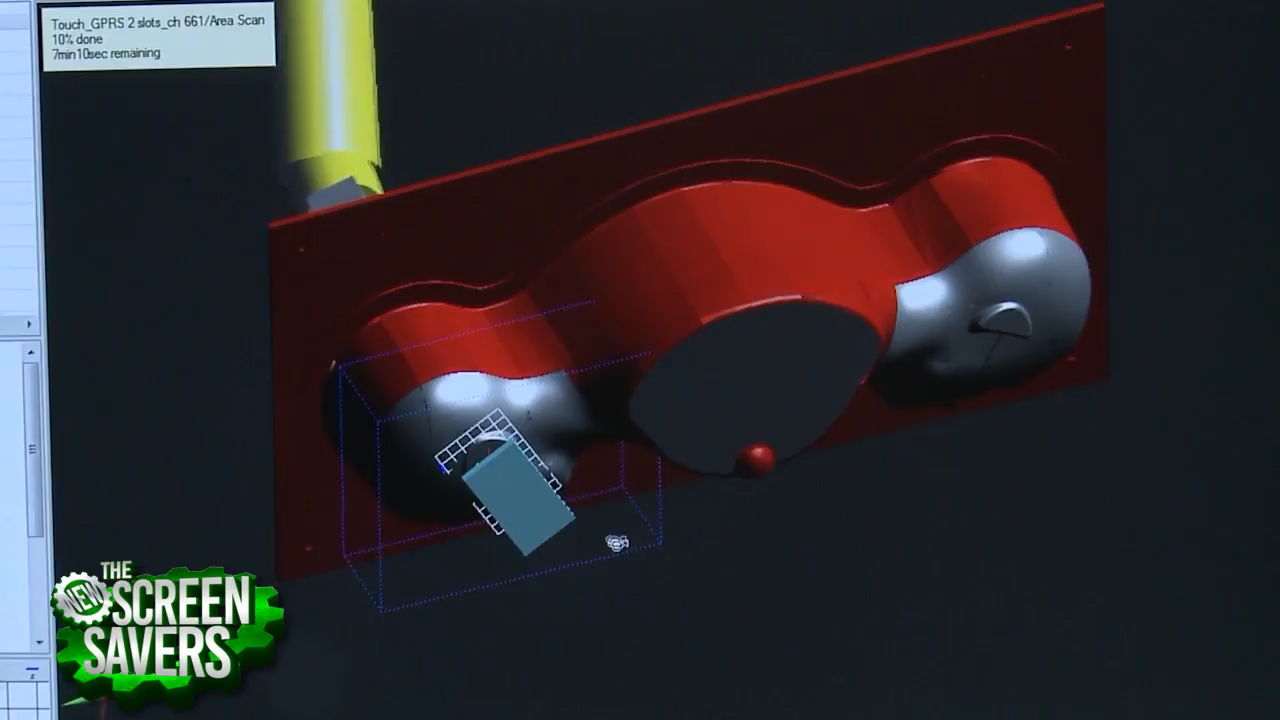 Touch_GPRS 2 slots_ch 661/Area Scan
10% done
7min10sec remaining
THE
NEW
SCREEN
SAVERS